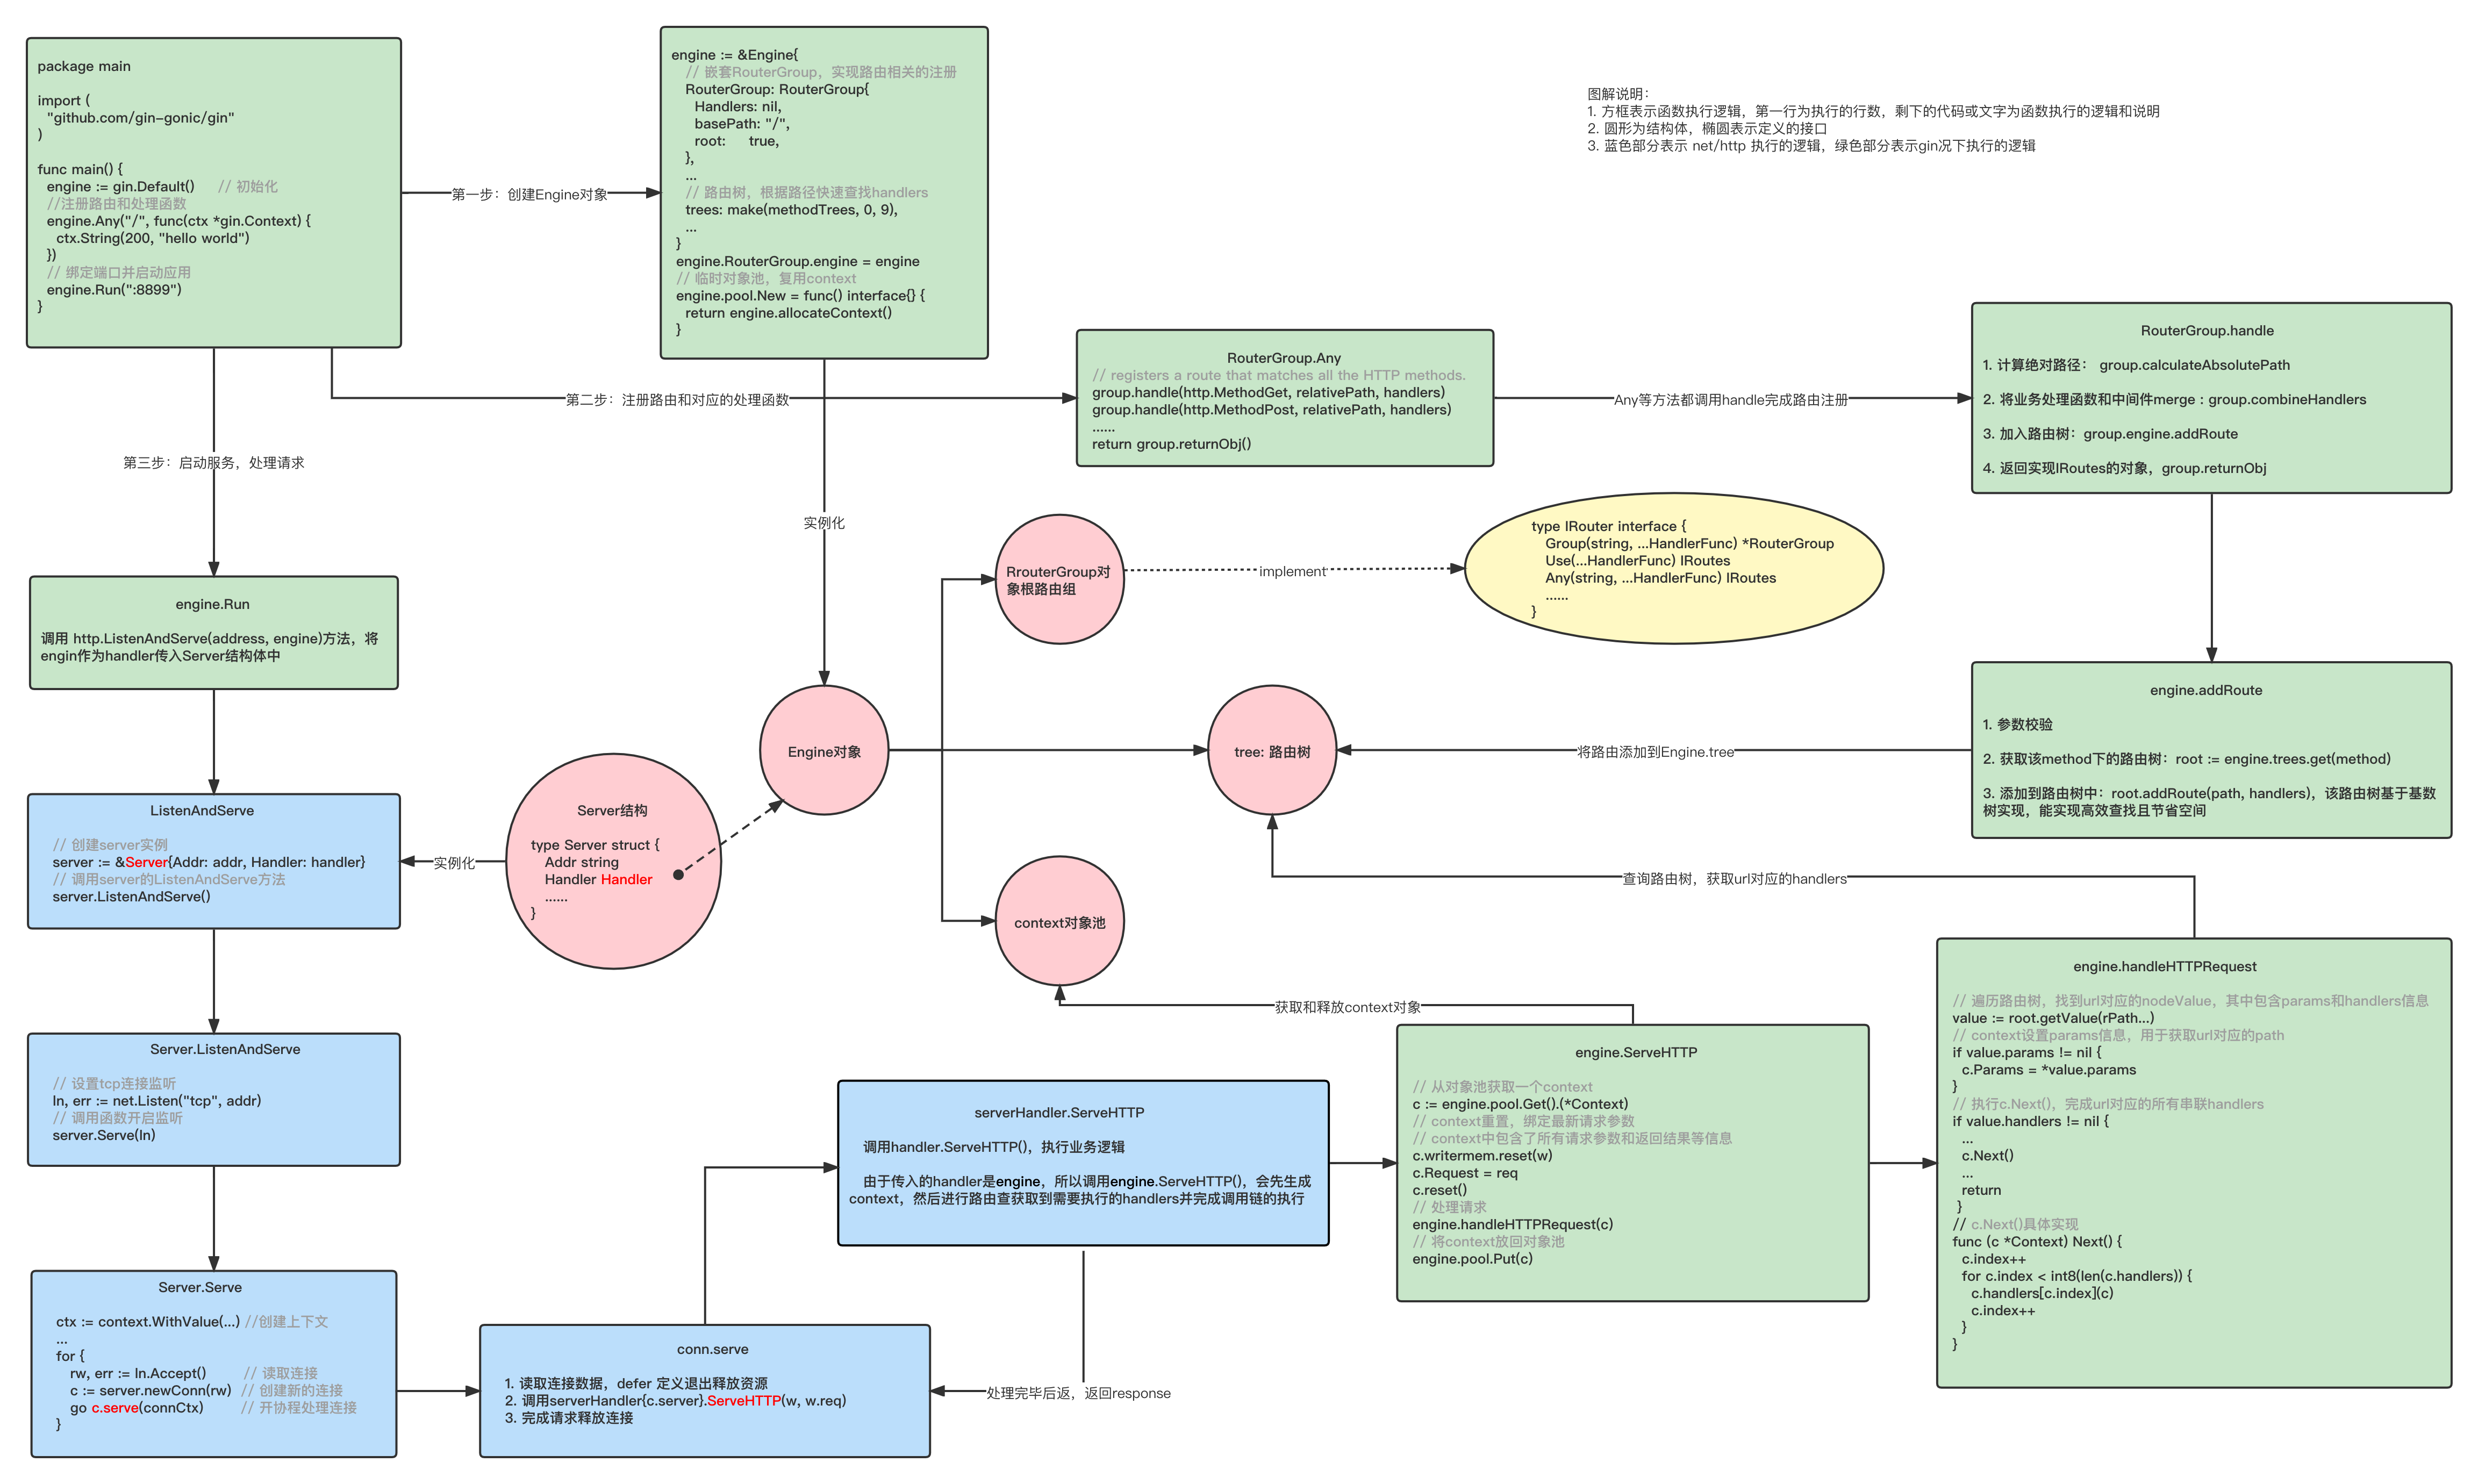 package main
import (
"github.com/gin-gonic/gin"
)
func main() {
engine := gin.Default() // 初始化
//注册路由和处理函数
engine.Any("/", func(ctx *gin.Context) {
ctx.String(200, "hello world")
})
// 绑定端口并启动应用
engine.Run(":8899")
}
第一步：创建Engine对象
engine := &Engine{
// 嵌套RouterGroup，实现路由相关的注册
RouterGroup: RouterGroup{
Handlers: nil,
basePath: "/",
root: true,
},
...
// 路由树，根据路径快速查找handlers
trees: make(methodTrees, 0, 9),
...
}
engine.RouterGroup.engine = engine
// 临时对象池，复用context
engine.pool.New = func() interface{} {
return engine.allocateContext()
}
图解说明：
1. 方框表示函数执行逻辑，第一行为执行的行数，剩下的代码或文字为函数执行的逻辑和说明
2. 圆形为结构体，椭圆表示定义的接口
3. 蓝色部分表示 net/http 执行的逻辑，绿色部分表示gin况下执行的逻辑
第二步：注册路由和对应的处理函数
RouterGroup.Any
// registers a route that matches all the HTTP methods.
group.handle(http.MethodGet, relativePath, handlers)
group.handle(http.MethodPost, relativePath, handlers)
......
return group.returnObj()
Any等方法都调用handle完成路由注册
RouterGroup.handle
1. 计算绝对路径： group.calculateAbsolutePath
2. 将业务处理函数和中间件merge : group.combineHandlers
3. 加入路由树：group.engine.addRoute
4. 返回实现IRoutes的对象，group.returnObj
第三步：启动服务，处理请求
实例化
RrouterGroup对
象根路由组
implement
type IRouter interface {
Group(string, ...HandlerFunc) *RouterGroup
Use(...HandlerFunc) IRoutes
Any(string, ...HandlerFunc) IRoutes
......
}
engine.Run
调用 http.ListenAndServe(address, engine)方法，将
engin作为handler传入Server结构体中
Engine对象
tree: 路由树
将路由添加到Engine.tree
engine.addRoute
1. 参数校验
2. 获取该method下的路由树：root := engine.trees.get(method)
3. 添加到路由树中：root.addRoute(path, handlers)，该路由树基于基数
树实现，能实现高效查找且节省空间
ListenAndServe
// 创建server实例
server := &Server{Addr: addr, Handler: handler}
// 调用server的ListenAndServe方法
server.ListenAndServe()
实例化
Server结构
type Server struct {
Addr string
Handler Handler
......
}
context对象池
查询路由树，获取url对应的handlers
获取和释放context对象
Server.ListenAndServe
// 设置tcp连接监听
ln, err := net.Listen("tcp", addr)
// 调用函数开启监听
server.Serve(ln)
serverHandler.ServeHTTP
调用handler.ServeHTTP()，执行业务逻辑
由于传入的handler是engine，所以调用engine.ServeHTTP()，会先生成
context，然后进行路由查获取到需要执行的handlers并完成调用链的执行
engine.ServeHTTP
// 从对象池获取一个context
c := engine.pool.Get().(*Context)
// context重置，绑定最新请求参数
// context中包含了所有请求参数和返回结果等信息
c.writermem.reset(w)
c.Request = req
c.reset()
// 处理请求
engine.handleHTTPRequest(c)
// 将context放回对象池
engine.pool.Put(c)
engine.handleHTTPRequest
// 遍历路由树，找到url对应的nodeValue，其中包含params和handlers信息
value := root.getValue(rPath...)
// context设置params信息，用于获取url对应的path
if value.params != nil {
c.Params = *value.params
}
// 执行c.Next()，完成url对应的所有串联handlers
if value.handlers != nil {
...
c.Next()
...
return
}
// c.Next()具体实现
func (c *Context) Next() {
c.index++
for c.index < int8(len(c.handlers)) {
c.handlers[c.index](c)
c.index++
}
}
Server.Serve
ctx := context.WithValue(...) //创建上下文
...
for {
rw, err := ln.Accept() // 读取连接
c := server.newConn(rw) // 创建新的连接
go c.serve(connCtx) // 开协程处理连接
}
conn.serve
1. 读取连接数据，defer 定义退出释放资源
2. 调用serverHandler{c.server}.ServeHTTP(w, w.req)
3. 完成请求释放连接
处理完毕后返，返回response